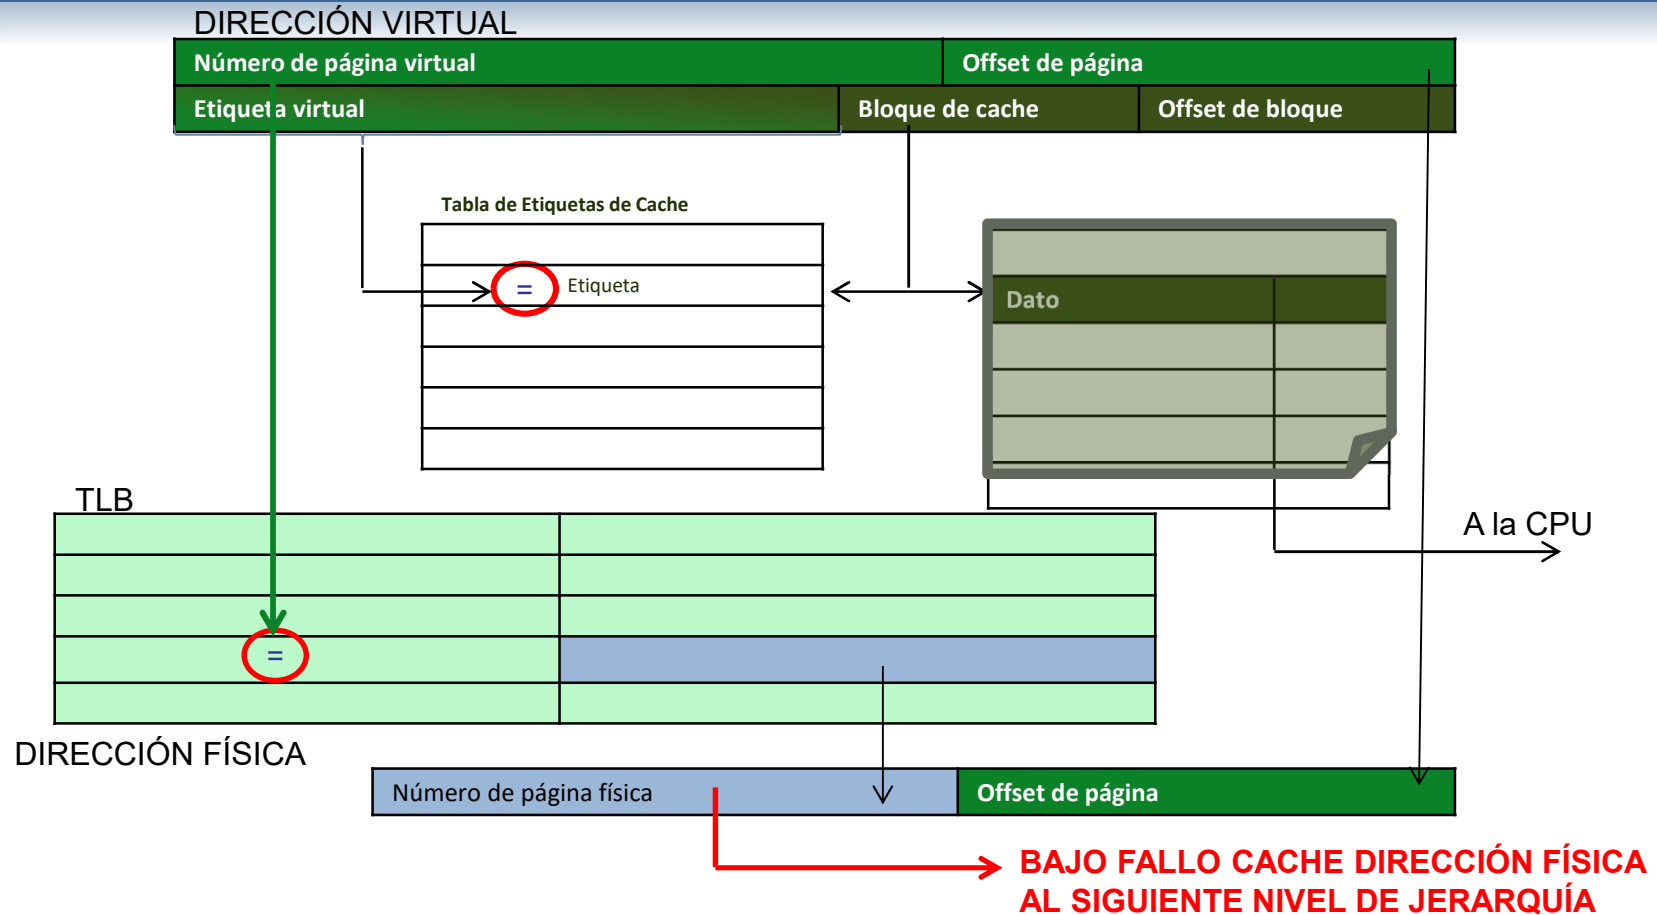 DIRECCIÓN VIRTUAL
Número de página virtual
Offset de página
Etiqueta virtual
Bloque de cache
Offset de bloque
Tabla de Etiquetas de Cache
=
Etiqueta
Dato
TLB
A la CPU
=
DIRECCIÓN FÍSICA
Número de página física
Offset de página
BAJO FALLO CACHE DIRECCIÓN FÍSICA
AL SIGUIENTE NIVEL DE JERARQUÍA